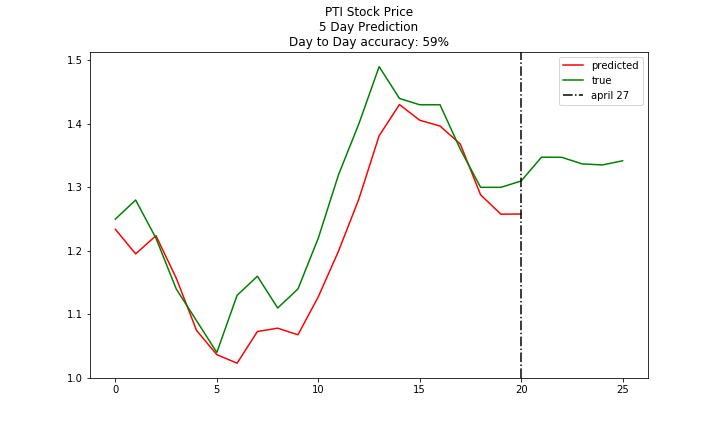 PTI Stock Price
5 Day Prediction
Day to Day accuracy: 59%
predicted
true
april 27
1.5
1.4
1.3
1.2
1.1
1.0
0 5 10 15 20 25